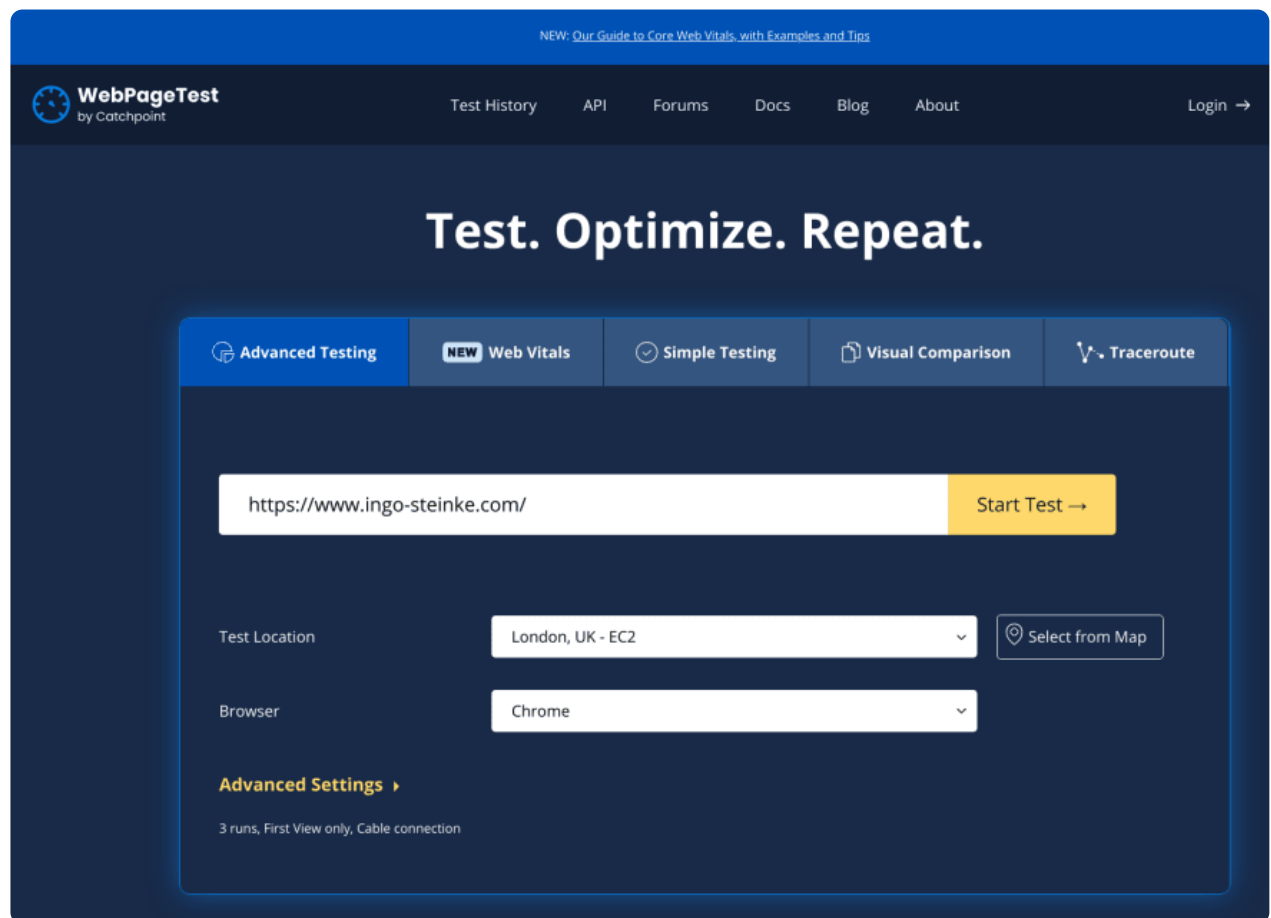 NEW: Our Guide to Core Web Vitals, with Examples and Tips
WebPageTest
by Catchpoint
Test History API Forums Docs Blog About Login →
Test. Optimize. Repeat.
Advanced Testing NEW Web Vitals Simple Testing Visual Comparison Traceroute
https://www.ingo-steinke.com/ Start Test →
Test Location London, UK - EC2 Select from Map
Browser Chrome
Advanced Settings
3 runs, First View only, Cable connection